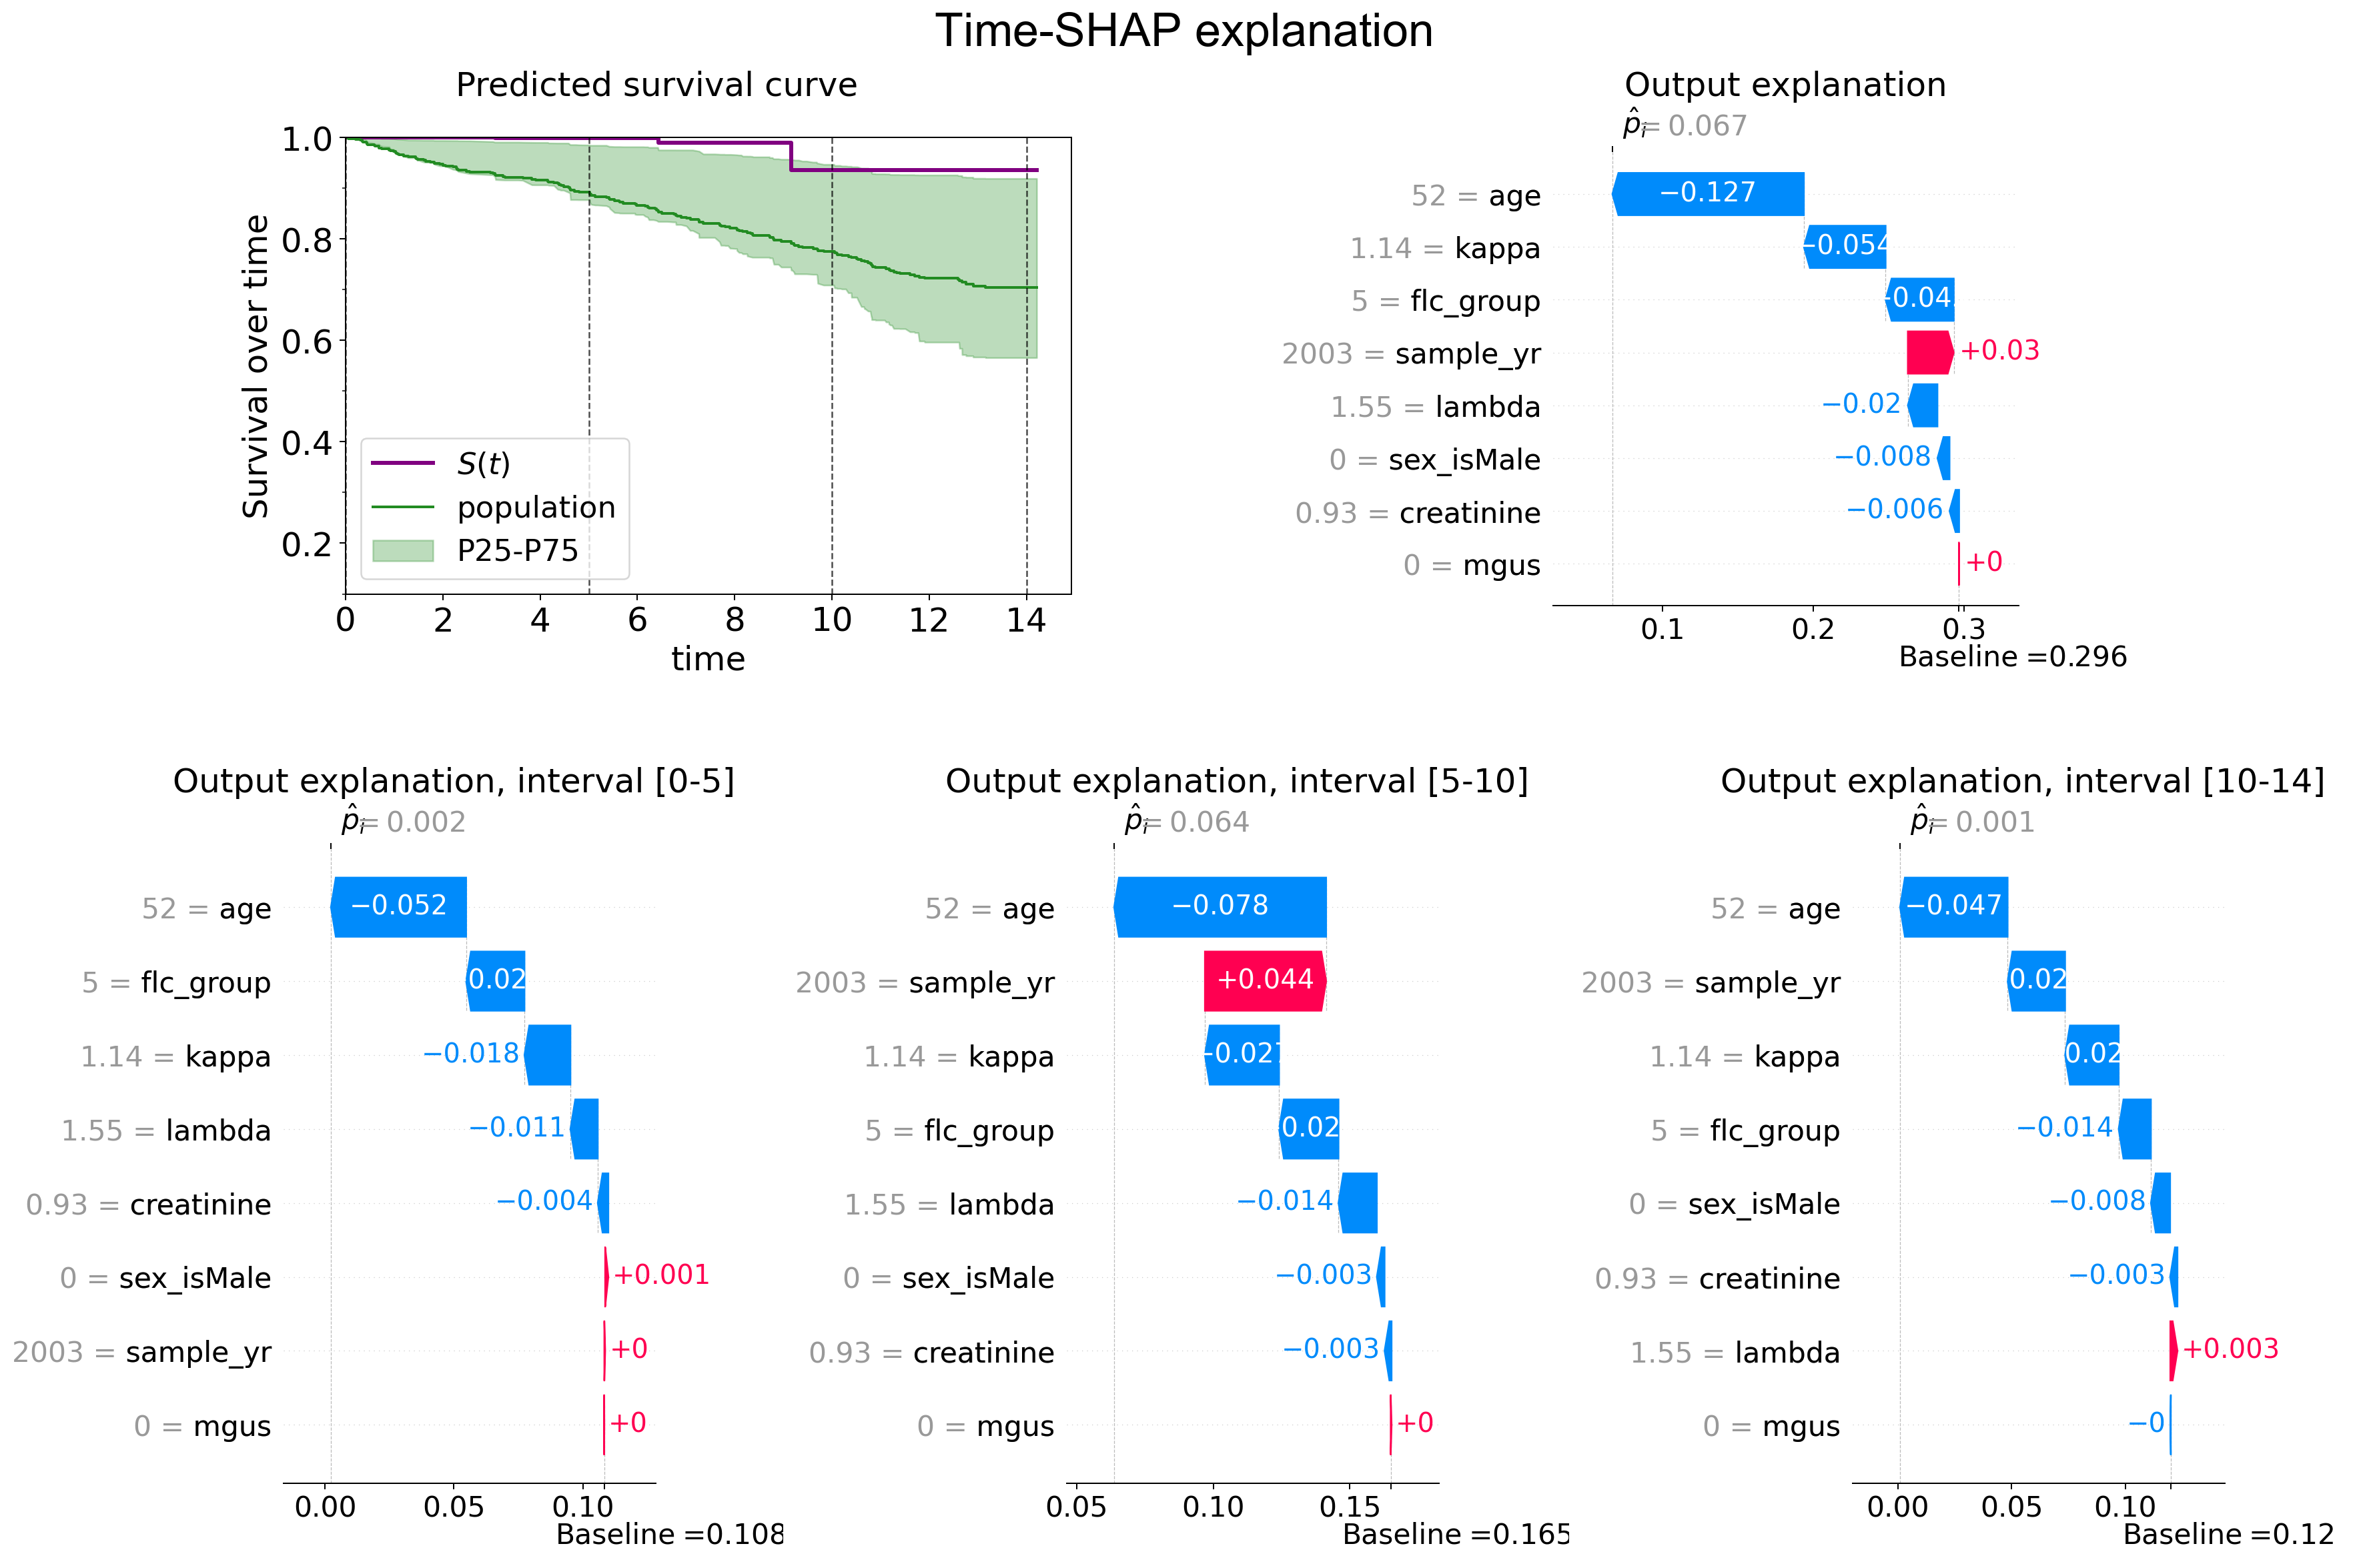 Time-SHAP explanation
Predicted survival curve
Survival over time
1.0
0.8
0.6
0.4
0.2
S(t)
population
P25-P75
0 2 4 6 8 10 12 14
time
Output explanation
p̂i = 0.067
52 = age −0.127
1.14 = kappa −0.054
5 = flc_group −0.04
2003 = sample_yr +0.03
1.55 = lambda −0.02
0 = sex_isMale −0.008
0.93 = creatinine −0.006
0 = mgus +0
0.1 0.2 0.3
Baseline =0.296
Output explanation, interval [0-5]
p̂i = 0.002
52 = age −0.052
5 = flc_group 0.02
1.14 = kappa −0.018
1.55 = lambda −0.011
0.93 = creatinine −0.004
0 = sex_isMale +0.001
2003 = sample_yr +0
0 = mgus +0
0.00 0.05 0.10
Baseline =0.108
Output explanation, interval [5-10]
p̂i = 0.064
52 = age −0.078
2003 = sample_yr +0.044
1.14 = kappa −0.027
5 = flc_group 0.02
1.55 = lambda −0.014
0 = sex_isMale −0.003
0.93 = creatinine −0.003
0 = mgus +0
0.05 0.10 0.15
Baseline =0.165
Output explanation, interval [10-14]
p̂i = 0.001
52 = age −0.047
2003 = sample_yr 0.02
1.14 = kappa 0.02
5 = flc_group −0.014
0 = sex_isMale −0.008
0.93 = creatinine −0.003
1.55 = lambda +0.003
0 = mgus −0
0.00 0.05 0.10
Baseline =0.12